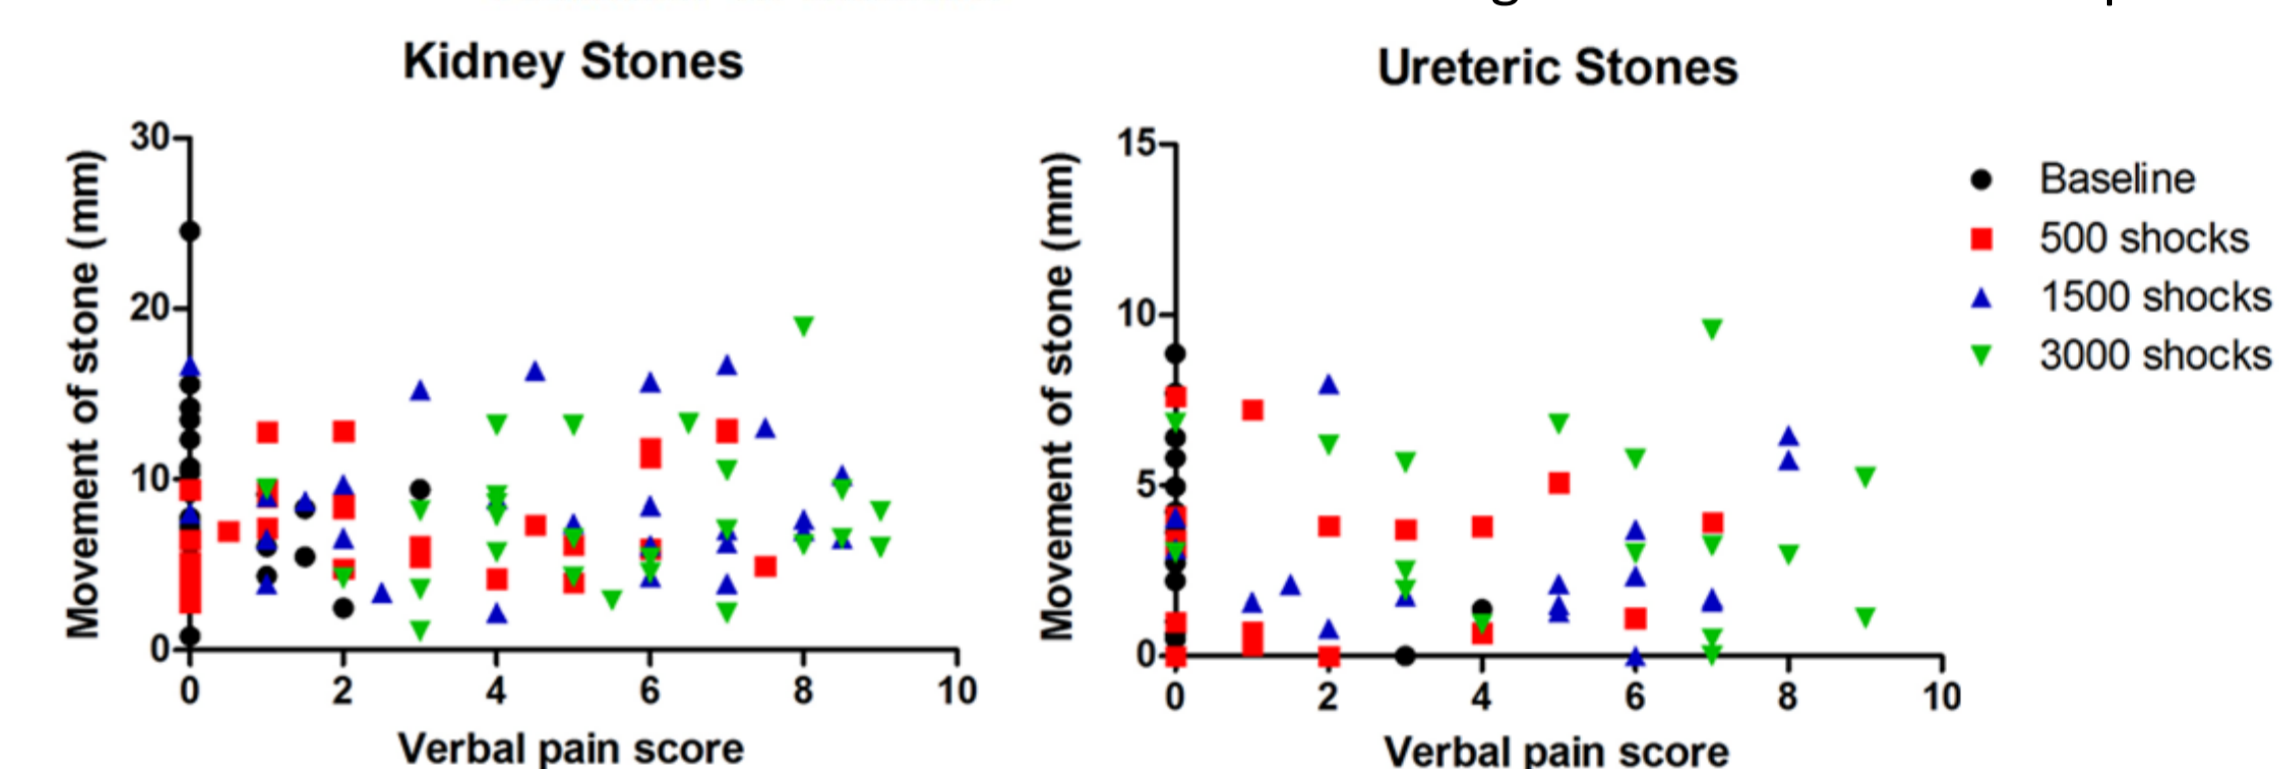 Kidney Stones
Movement of stone (mm)
30
20
10
0
0 2 4 6 8 10
Verbal pain score
Ureteric Stones
Movement of stone (mm)
15
10
5
0
0 2 4 6 8 10
Verbal pain score
Baseline
500 shocks
1500 shocks
3000 shocks